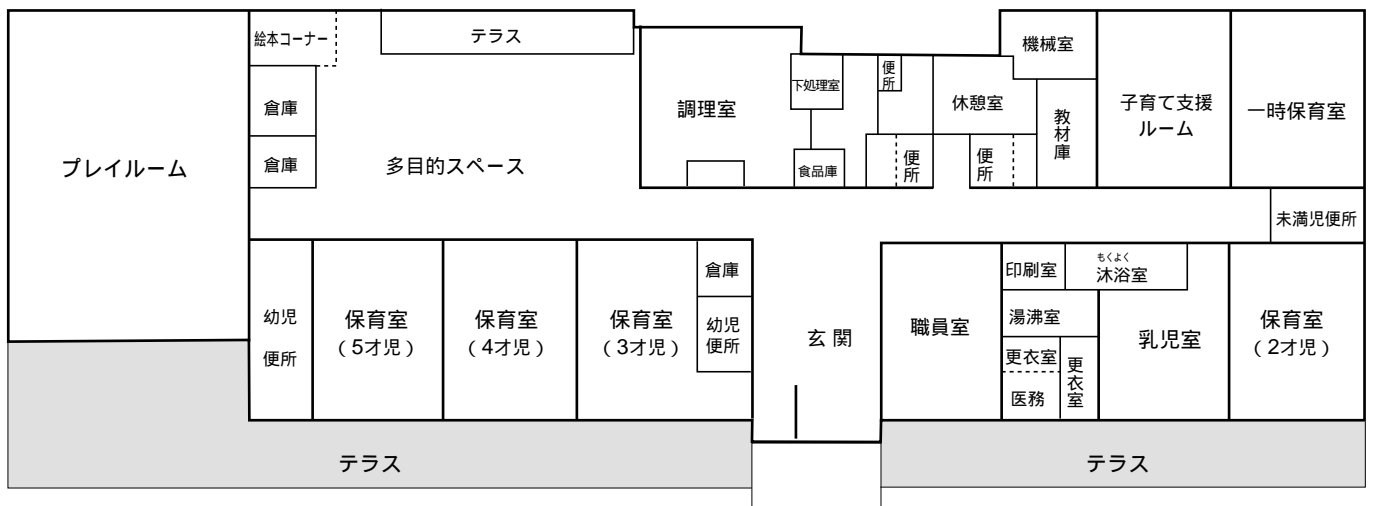 絵本コーナー
テラス
機械室
下処理室
便所
倉庫
調理室
休憩室
子育て支援
ルーム
一時保育室
教材庫
プレイルーム
倉庫
多目的スペース
食品庫
便所
便所
未満児便所
倉庫
印刷室
もくよく
沐浴室
幼児
便所
保育室
(5才児)
保育室
(4才児)
保育室
(3才児)
幼児
便所
玄関
職員室
湯沸室
乳児室
保育室
(2才児)
更衣室
更衣室
医務
テラス
テラス